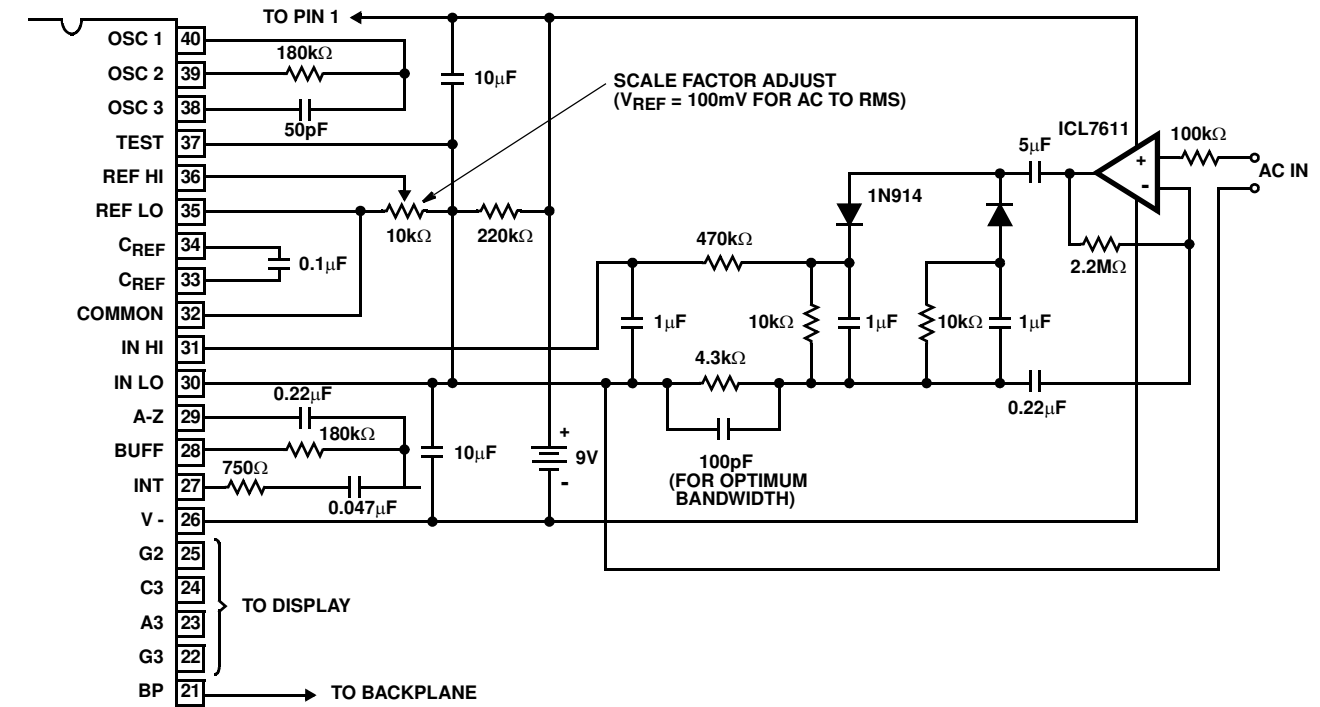 TO PIN 1
OSC 1 40
180kΩ
OSC 2 39
10µF
SCALE FACTOR ADJUST
(VREF = 100mV FOR AC TO RMS)
OSC 3 38
50pF
TEST 37
ICL7611
100kΩ
5µF
+
-
AC IN
REF HI 36
1N914
REF LO 35
10kΩ
220kΩ
CREF 34
0.1µF
470kΩ
2.2MΩ
CREF 33
COMMON 32
1µF
10kΩ
1µF
10kΩ
1µF
IN HI 31
4.3kΩ
IN LO 30
0.22µF
0.22µF
A-Z 29
180kΩ
BUFF 28
10µF
+
9V
-
100pF
(FOR OPTIMUM
BANDWIDTH)
750Ω
INT 27
0.047µF
V - 26
G2 25
C3 24
TO DISPLAY
A3 23
G3 22
BP 21
TO BACKPLANE